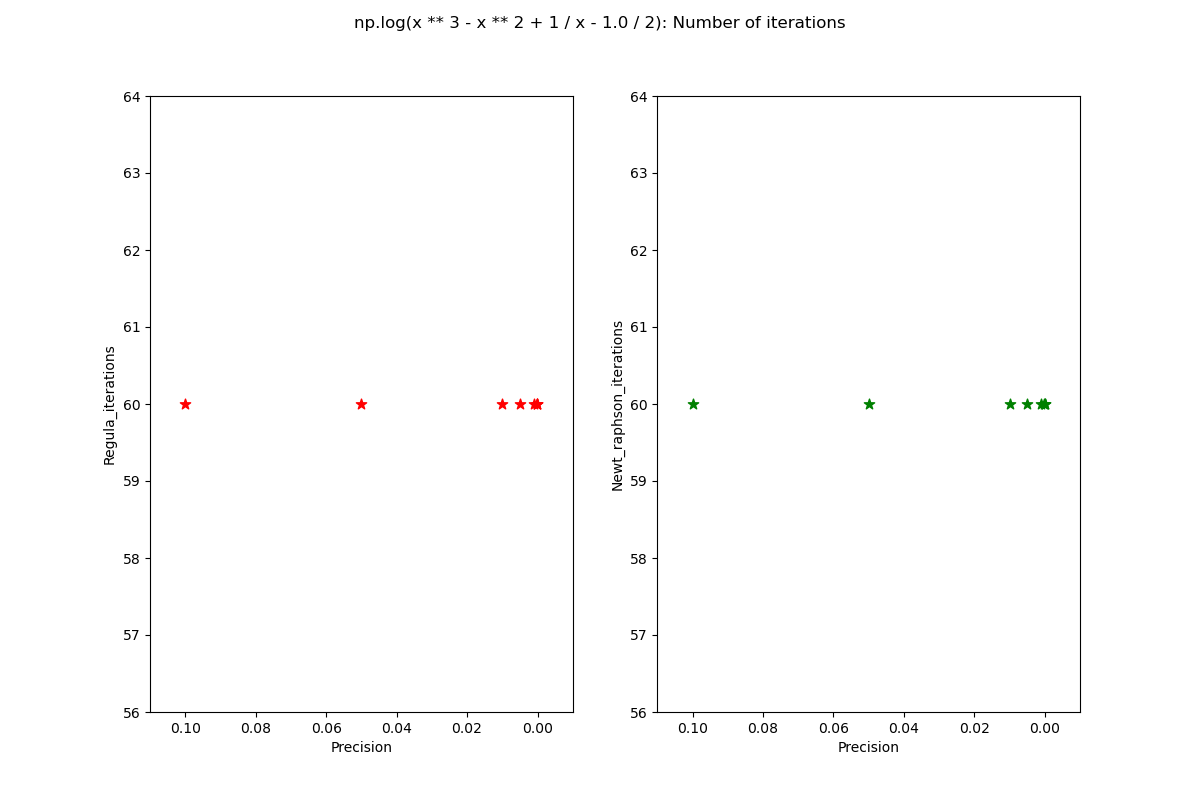 np.log(x ** 3 - x ** 2 + 1 / x - 1.0 / 2): Number of iterations
64
63
62
61
60
59
58
57
56
Regula_iterations
0.10 0.08 0.06 0.04 0.02 0.00
Precision
64
63
62
61
60
59
58
57
56
Newt_raphson_iterations
0.10 0.08 0.06 0.04 0.02 0.00
Precision